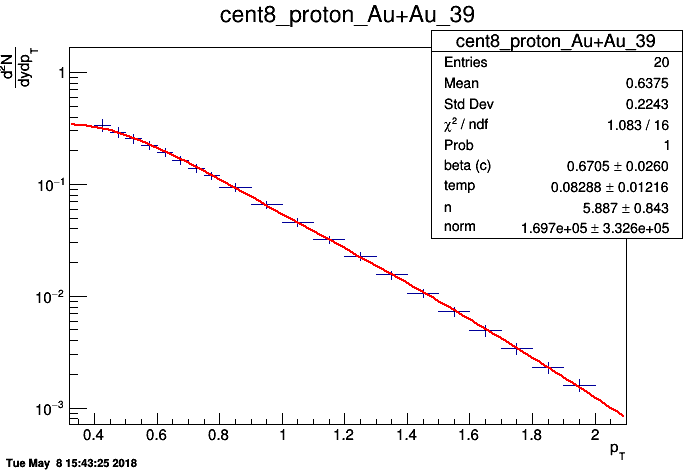 cent8_proton_Au+Au_39
d²N
dydp_T
cent8_proton_Au+Au_39
Entries 20
Mean 0.6375
Std Dev 0.2243
χ² / ndf 1.083 / 16
Prob 1
beta (c) 0.6705 ± 0.0260
temp 0.08288 ± 0.01216
n 5.887 ± 0.843
norm 1.697e+05 ± 3.326e+05
1
10⁻¹
10⁻²
10⁻³
0.4 0.6 0.8 1 1.2 1.4 1.6 1.8 2
p_T
Tue May 8 15:43:25 2018